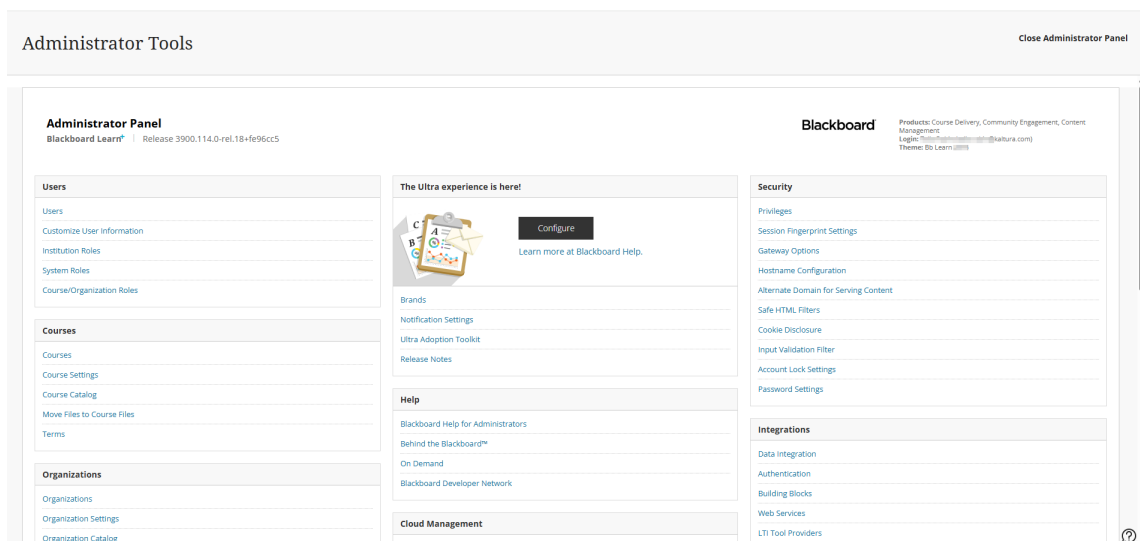 Administrator Tools
Close Administrator Panel
Administrator Panel
Blackboard Learn+ | Release 3900.114.0-rel.18+fe96cc5
Blackboard
Products: Course Delivery, Community Engagement, Content
Management
Login: @kaltura.com)
Theme: Bb Learn
Users
Users
Customize User Information
Institution Roles
System Roles
Course/Organization Roles
Courses
Courses
Course Settings
Course Catalog
Move Files to Course Files
Terms
Organizations
Organizations
Organization Settings
Organization Catalog
The Ultra experience is here!
C
A
B
Configure
Learn more at Blackboard Help.
Brands
Notification Settings
Ultra Adoption Toolkit
Release Notes
Help
Blackboard Help for Administrators
Behind the Blackboard™
On Demand
Blackboard Developer Network
Cloud Management
Security
Privileges
Session Fingerprint Settings
Gateway Options
Hostname Configuration
Alternate Domain for Serving Content
Safe HTML Filters
Cookie Disclosure
Input Validation Filter
Account Lock Settings
Password Settings
Integrations
Data Integration
Authentication
Building Blocks
Web Services
LTI Tool Providers